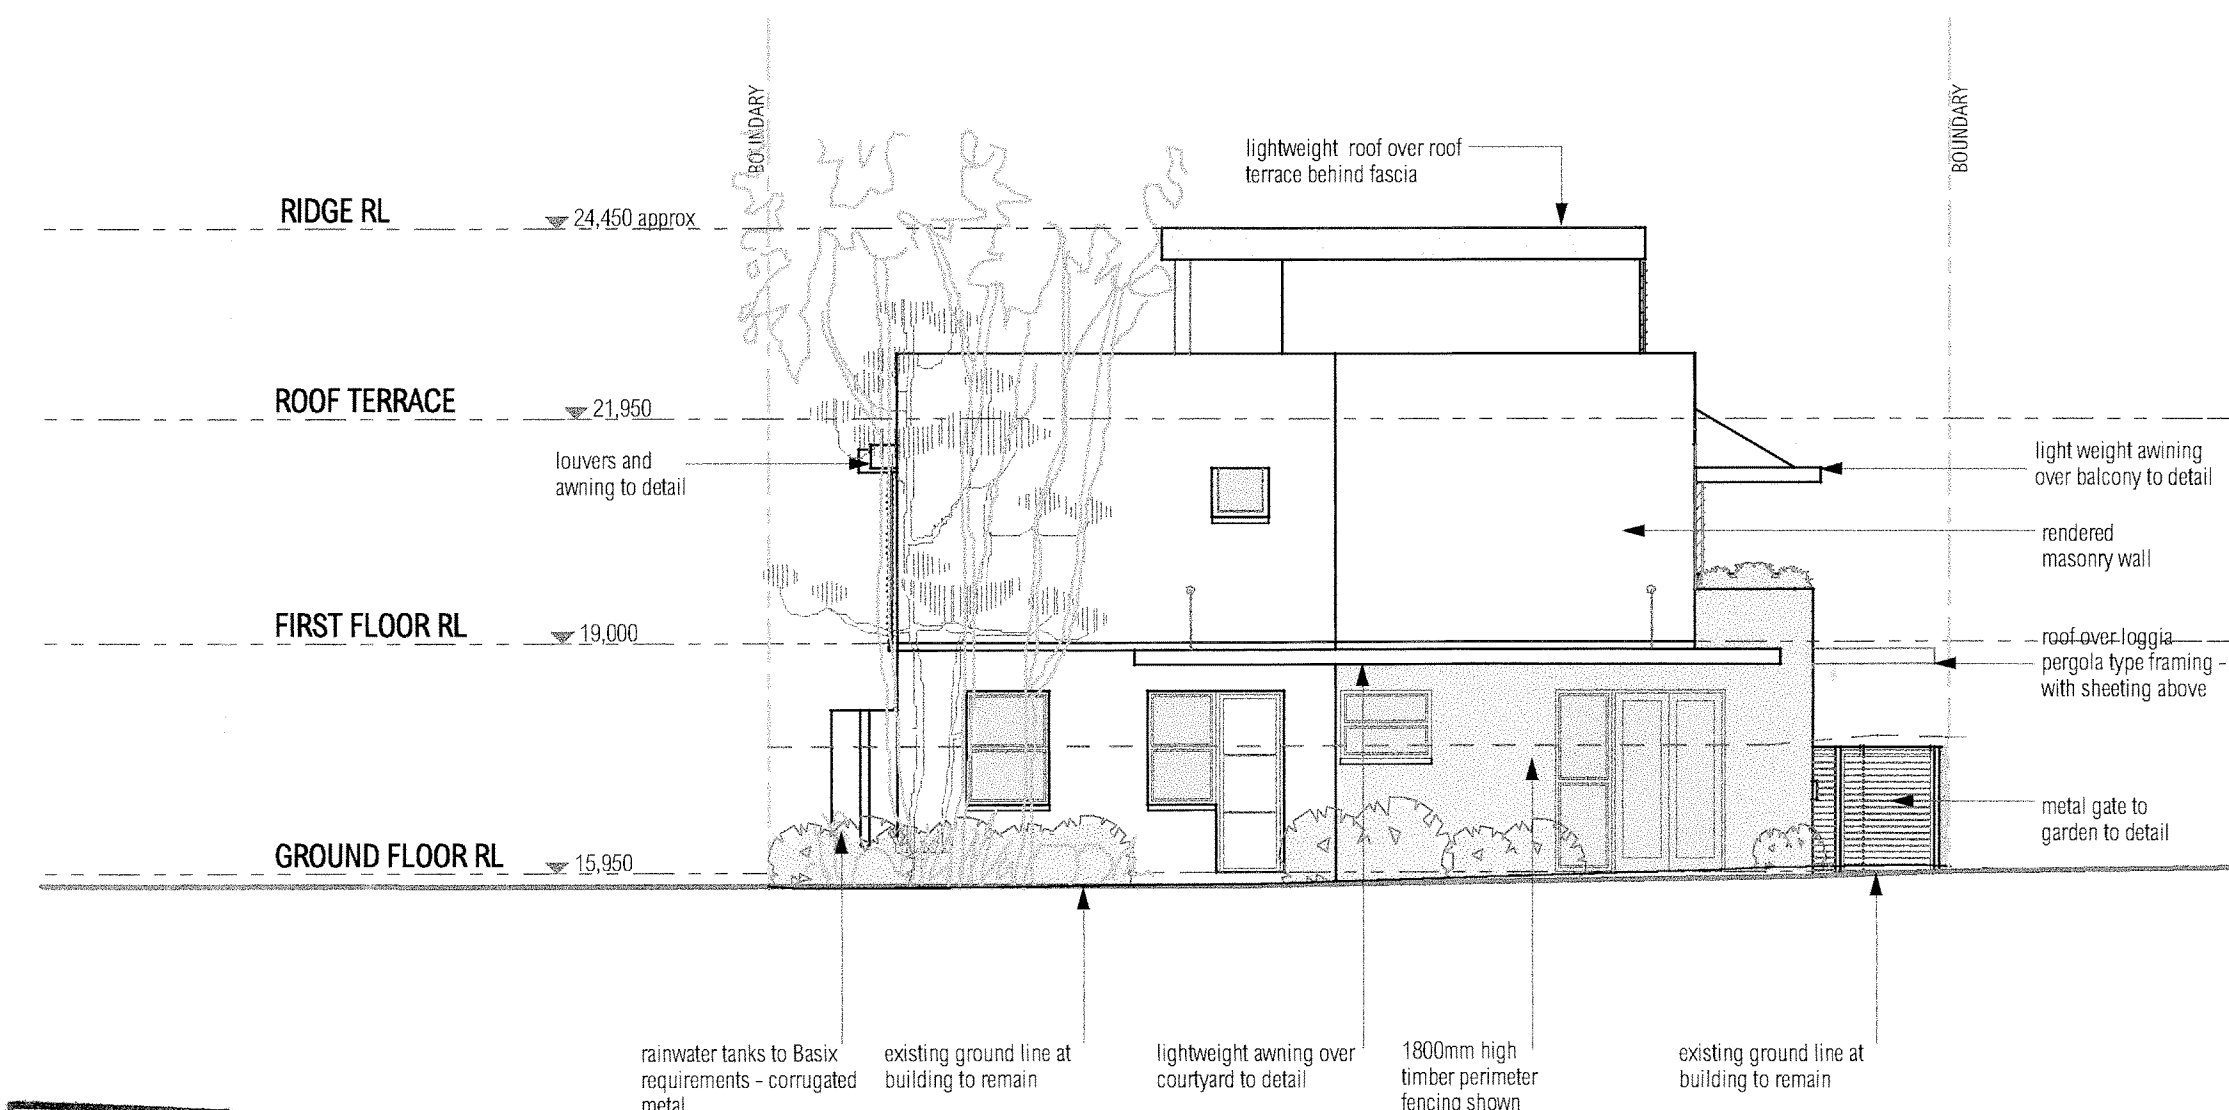 BOUNDARY
BOUNDARY
lightweight roof over roof
terrace behind fascia
RIDGE RL
24,450 approx
ROOF TERRACE
21,950
louvers and
awning to detail
light weight awining
over balcony to detail
rendered
masonry wall
FIRST FLOOR RL
19,000
roof over loggia
pergola type framing -
with sheeting above
metal gate to
garden to detail
GROUND FLOOR RL
15,950
rainwater tanks to Basix
requirements - corrugated
metal
existing ground line at
building to remain
lightweight awning over
courtyard to detail
1800mm high
timber perimeter
fencing shown
existing ground line at
building to remain